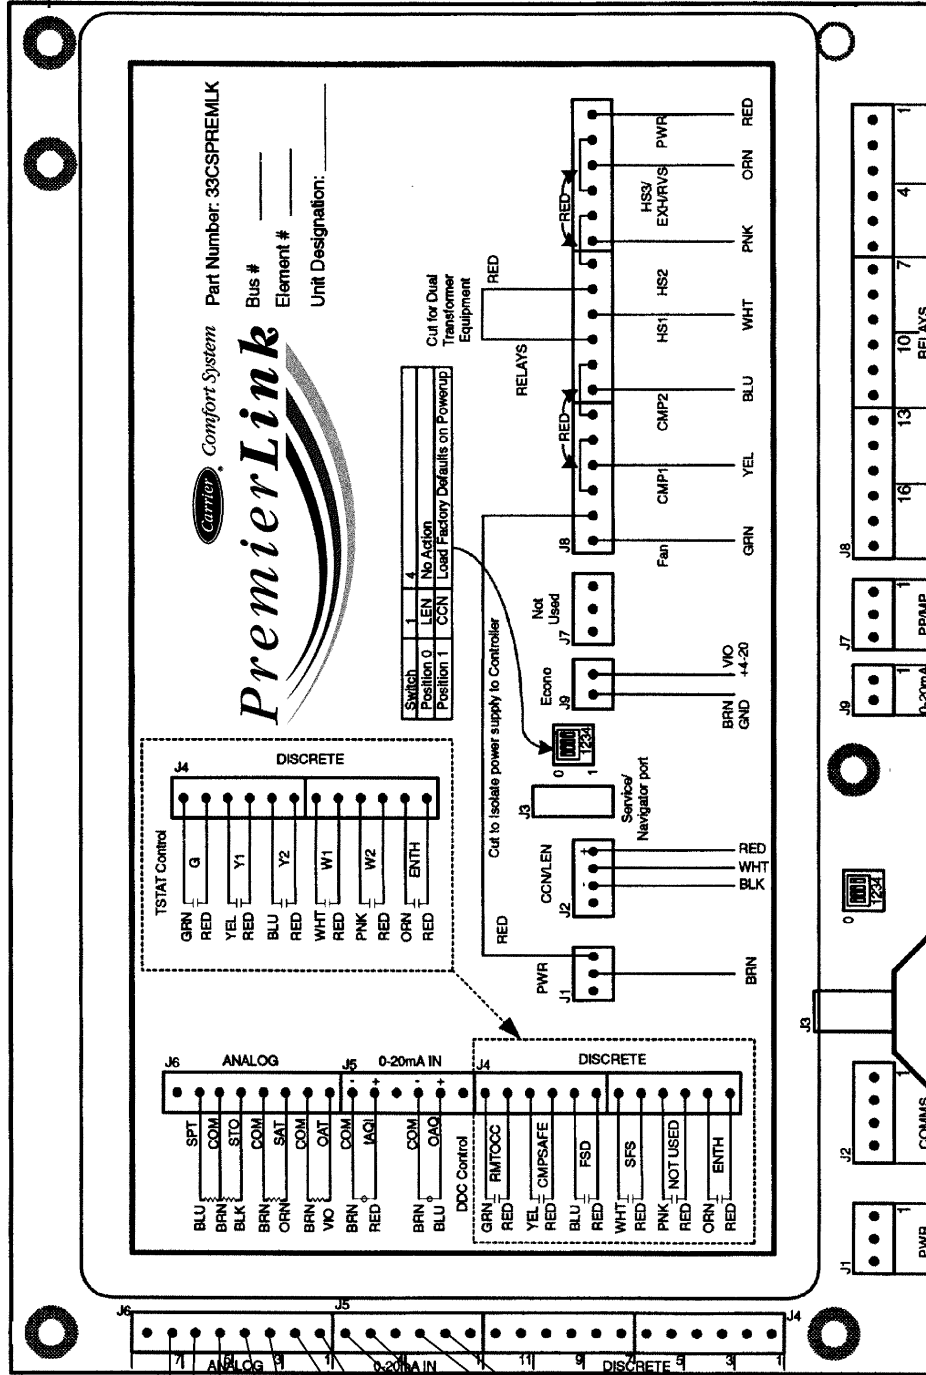 Carrier Comfort System
PremierLink
Part Number: 33CSPREMLK
Bus #
Element #
Unit Designation:
Switch 1 4
Position 0 LEN No Action
Position 1 CCN Load Factory Defaults on Powerup
Cut for Dual
Transformer
Equipment
RED
RELAYS
TSTAT Control
J4
DISCRETE
GRN
G
RED
YEL
Y1
RED
BLU
Y2
RED
WHT
W1
RED
PNK
W2
RED
ORN
ENTH
RED
J6
ANALOG
SPT
BLU
COM
BRN
STO
BLK
COM
BRN
SAT
ORN
COM
BRN
OAT
VIO
J5
0-20mA IN
- + - +
COM
BRN
IAQI
RED
COM
BRN
OAQ
BLU
DDC Control
J4
DISCRETE
GRN
RMTOCC
RED
YEL
CMPSAFE
RED
BLU
FSD
RED
WHT
SFS
RED
PNK
NOT USED
RED
ORN
ENTH
RED
RED
Cut to isolate power supply to Controller
PWR
J1
BRN
CCN/LEN
J2
- +
RED
WHT
BLK
J3
Service/
Navigator port
0
1
1234
Econo
J9
BRN
GND
VIO
+4-20
Not
Used
J7
J8
RED
RED
Fan
CMP1
CMP2
HS1
HS2
HS3/
EXH/RVS
PWR
GRN
YEL
BLU
WHT
PNK
ORN
RED
J6
7 5 3 1
ANALOG
J5
0-20mA IN
J4
11 9 7 5 3 1
DISCRETE
J1
1
PWR
J2
1
COMMS
J3
0
1234
J9
1
0-20mA
J7
1
PP/MP
J8
16 13 10 7 4 1
RELAYS